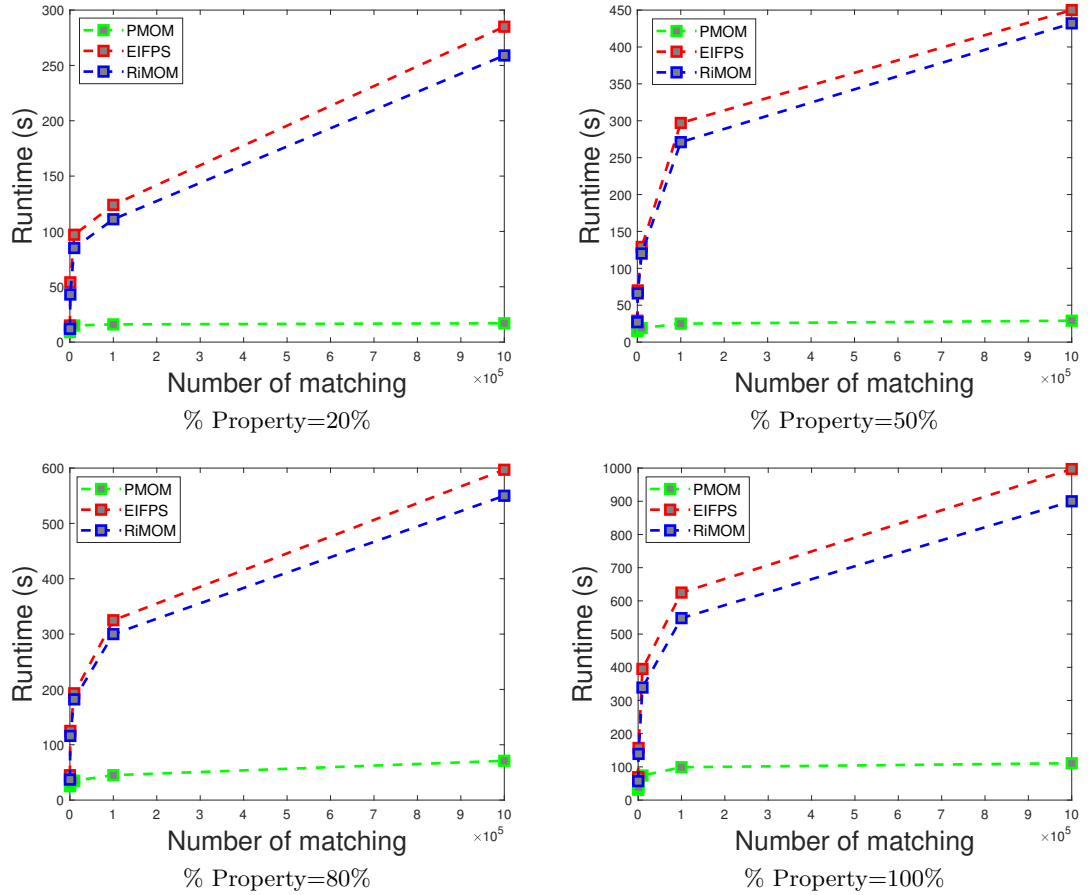 PMOM
EIFPS
RiMOM
Runtime (s)
300
250
200
150
100
50
0
0 1 2 3 4 5 6 7 8 9 10
×10⁵
Number of matching
% Property=20%
PMOM
EIFPS
RiMOM
Runtime (s)
450
400
350
300
250
200
150
100
50
0
0 1 2 3 4 5 6 7 8 9 10
×10⁵
Number of matching
% Property=50%
PMOM
EIFPS
RiMOM
Runtime (s)
600
500
400
300
200
100
0
0 1 2 3 4 5 6 7 8 9 10
×10⁵
Number of matching
% Property=80%
PMOM
EIFPS
RiMOM
Runtime (s)
1000
900
800
700
600
500
400
300
200
100
0
0 1 2 3 4 5 6 7 8 9 10
×10⁵
Number of matching
% Property=100%